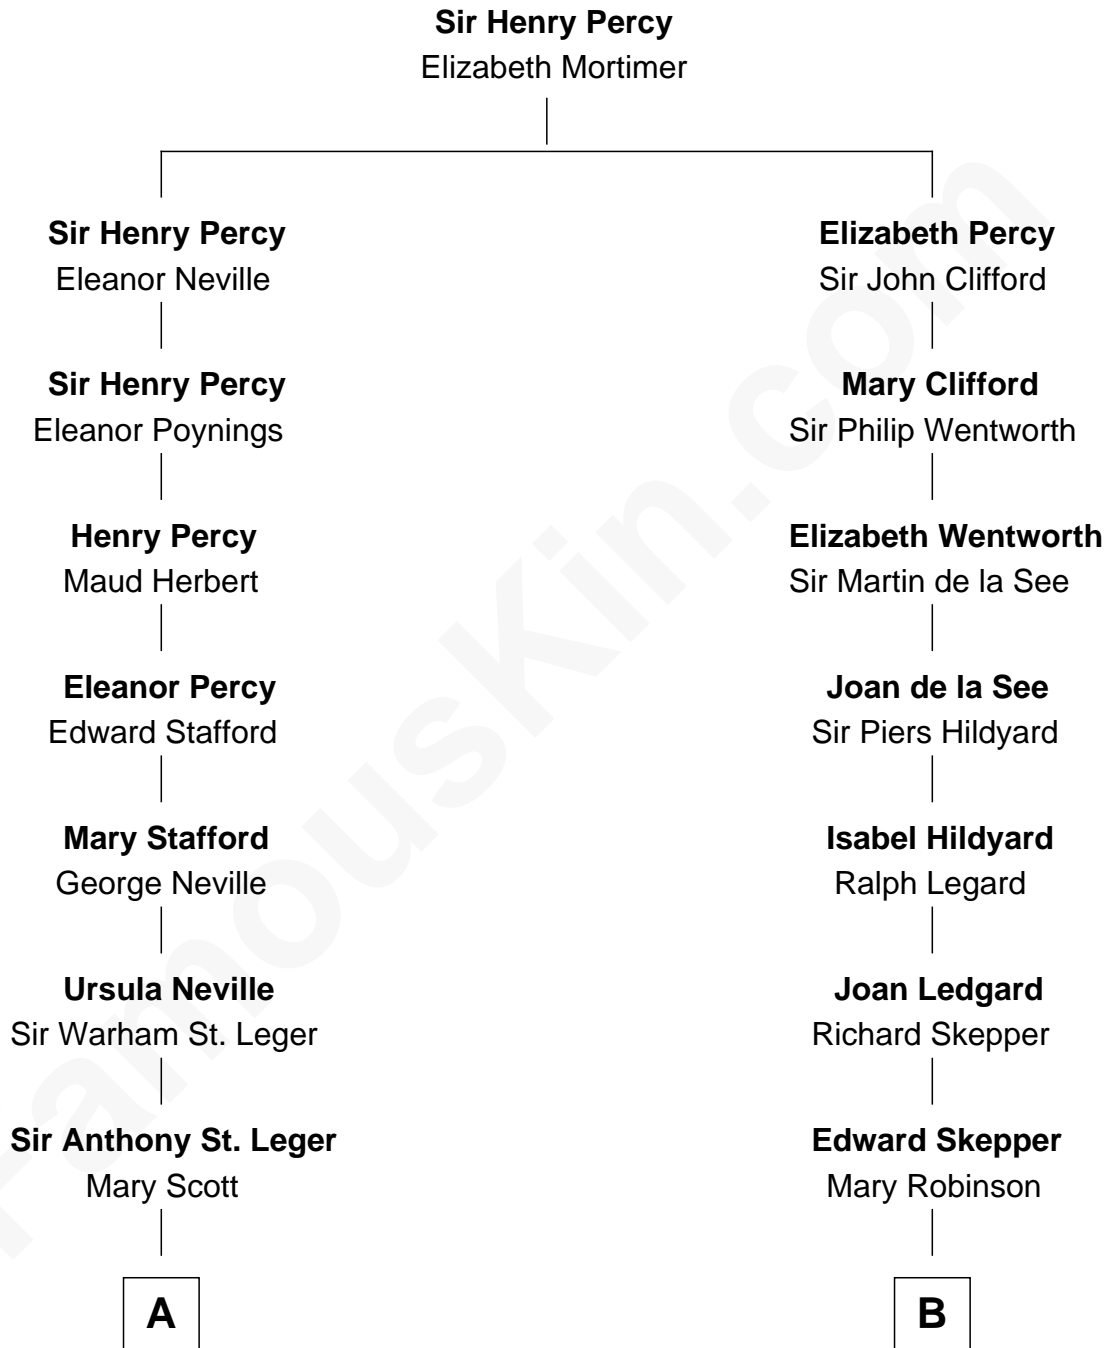 Sir Henry Percy
Elizabeth Mortimer
Sir Henry Percy
Eleanor Neville
Sir Henry Percy
Eleanor Poynings
Henry Percy
Maud Herbert
Eleanor Percy
Edward Stafford
Mary Stafford
George Neville
Ursula Neville
Sir Warham St. Leger
Sir Anthony St. Leger
Mary Scott
A
Elizabeth Percy
Sir John Clifford
Mary Clifford
Sir Philip Wentworth
Elizabeth Wentworth
Sir Martin de la See
Joan de la See
Sir Piers Hildyard
Isabel Hildyard
Ralph Legard
Joan Ledgard
Richard Skepper
Edward Skepper
Mary Robinson
B
FamousKin.com